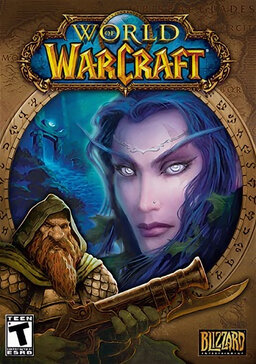 WORLD
OF
WARCRAFT
TEEN
T
ESRB
BLIZZARD
ENTERTAINMENT